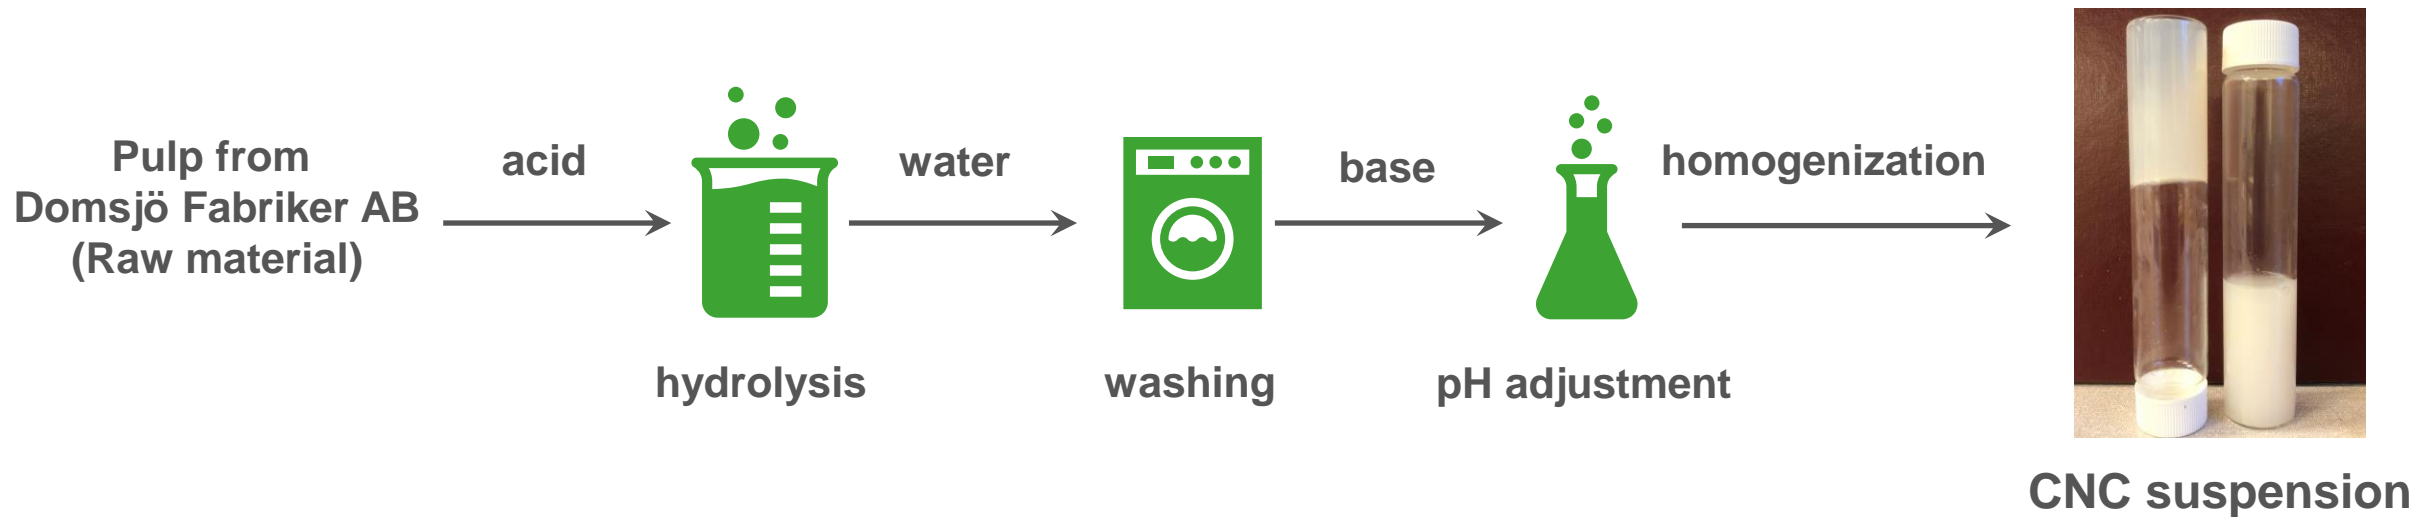 Pulp from
Domsjö Fabriker AB
(Raw material)
acid
hydrolysis
water
washing
base
pH adjustment
homogenization
CNC suspension